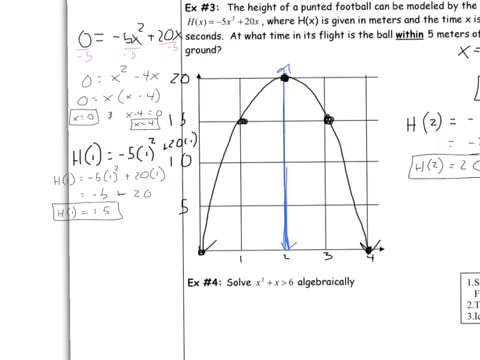 Ex #3: The height of a punted football can be modeled by the
H(x) = -5x² + 20x, where H(x) is given in meters and the time x is
seconds. At what time in its flight is the ball within 5 meters of
ground?
0 = -5x² + 20x
-5 -5 -5
0 = x² - 4x
0 = x(x-4)
x=0 x-4=0
x=4
H(1) = -5(1)² + 20(1)
H(1) = -5(1)² + 20(1)
= -5 + 20
H(1) = 15
20
15
10
5
1 2 3 4
x =
H(2) = -
= -
H(2) = 20
Ex #4: Solve x² + x > 6 algebraically
1.S
F
2.T